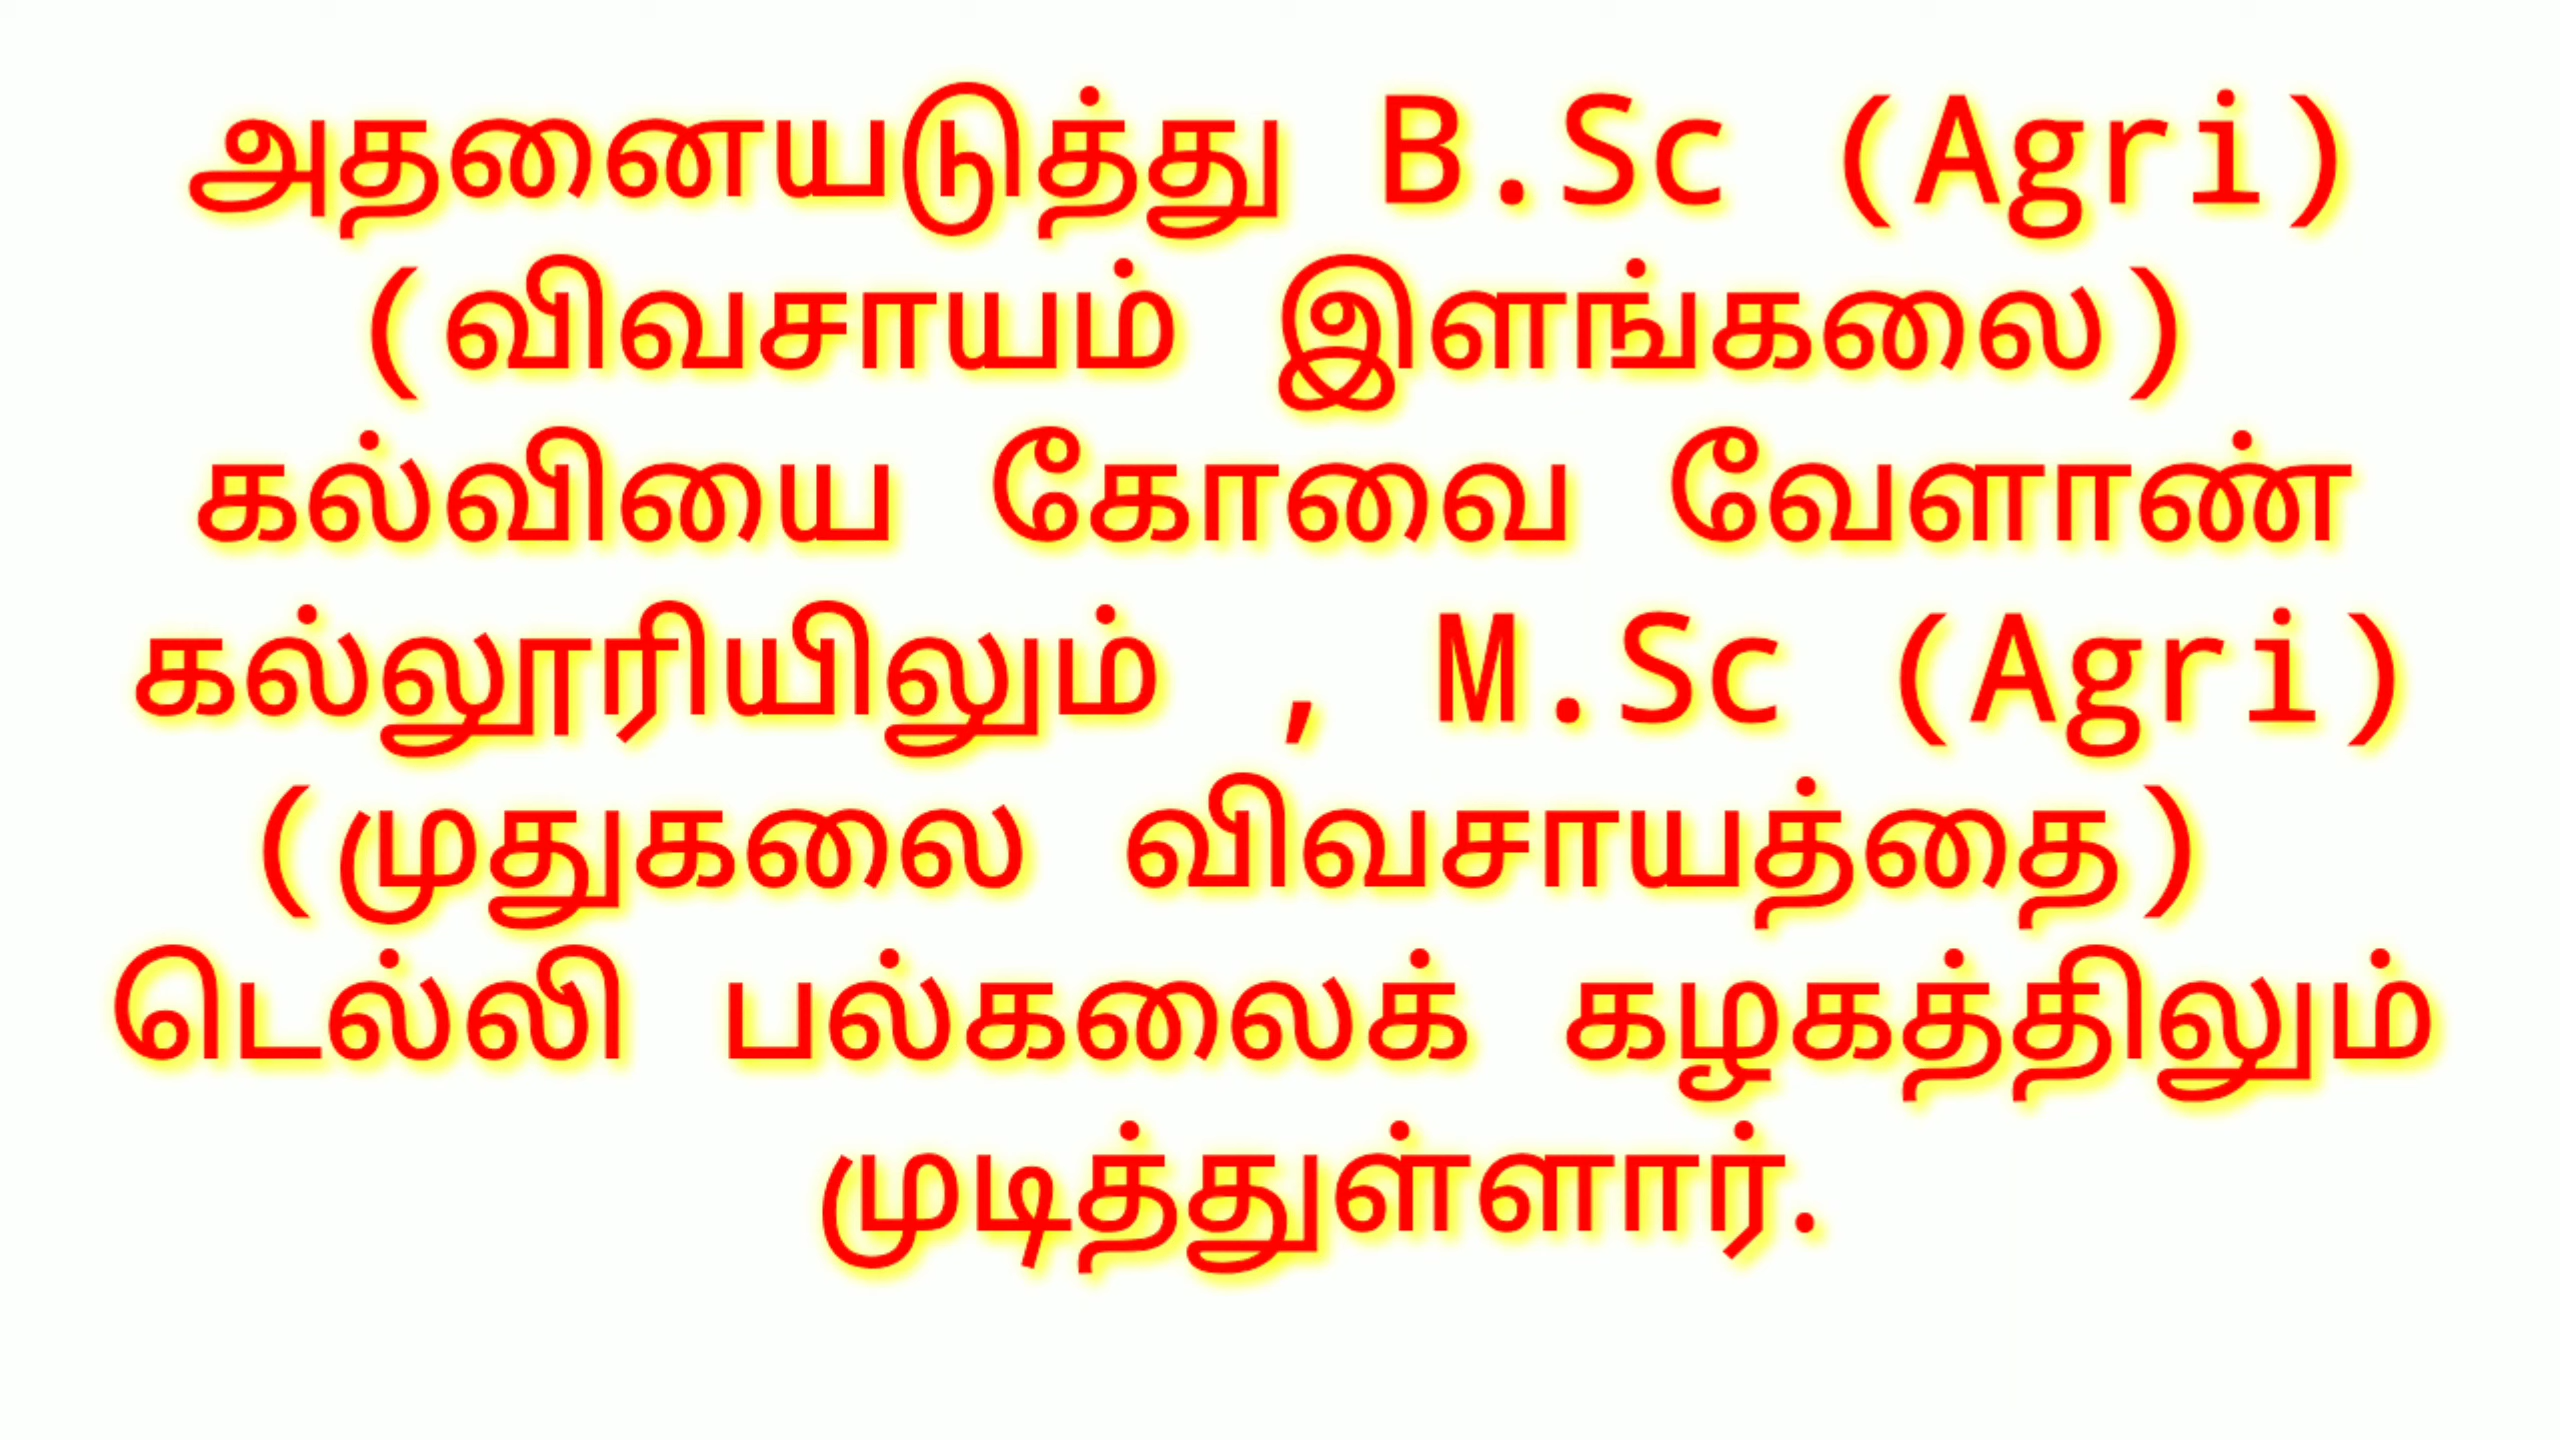 அதனையடுத்து B.Sc (Agri)
(விவசாயம் இளங்கலை)
கல்வியை கோவை வேளாண்
கல்லூரியிலும் , M.Sc (Agri)
(முதுகலை விவசாயத்தை)
டெல்லி பல்கலைக் கழகத்திலும்
முடித்துள்ளார்.